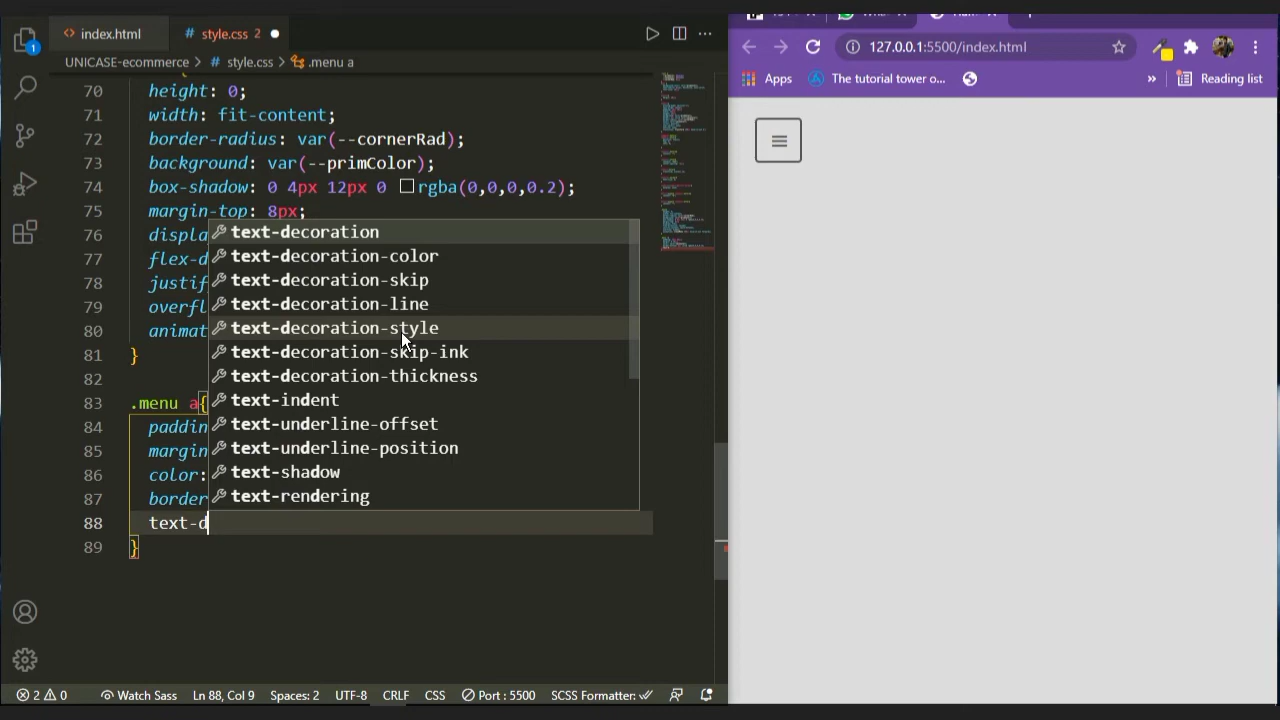 index.html
style.css 2
UNICASE-ecommerce > style.css > .menu a
70 height: 0;
71 width: fit-content;
72 border-radius: var(--cornerRad);
73 background: var(--primColor);
74 box-shadow: 0 4px 12px 0 rgba(0,0,0,0.2);
75 margin-top: 8px;
76 displa
77 flex-d
78 justif
79 overfl
80 animat
81 }
82
83 .menu a{
84 paddin
85 margin
86 color:
87 border
88 text-d
89 }
text-decoration
text-decoration-color
text-decoration-skip
text-decoration-line
text-decoration-style
text-decoration-skip-ink
text-decoration-thickness
text-indent
text-underline-offset
text-underline-position
text-shadow
text-rendering
1
2 0 Watch Sass Ln 88, Col 9 Spaces: 2 UTF-8 CRLF CSS Port : 5500 SCSS Formatter:
127.0.0.1:5500/index.html
Apps The tutorial tower o... » Reading list